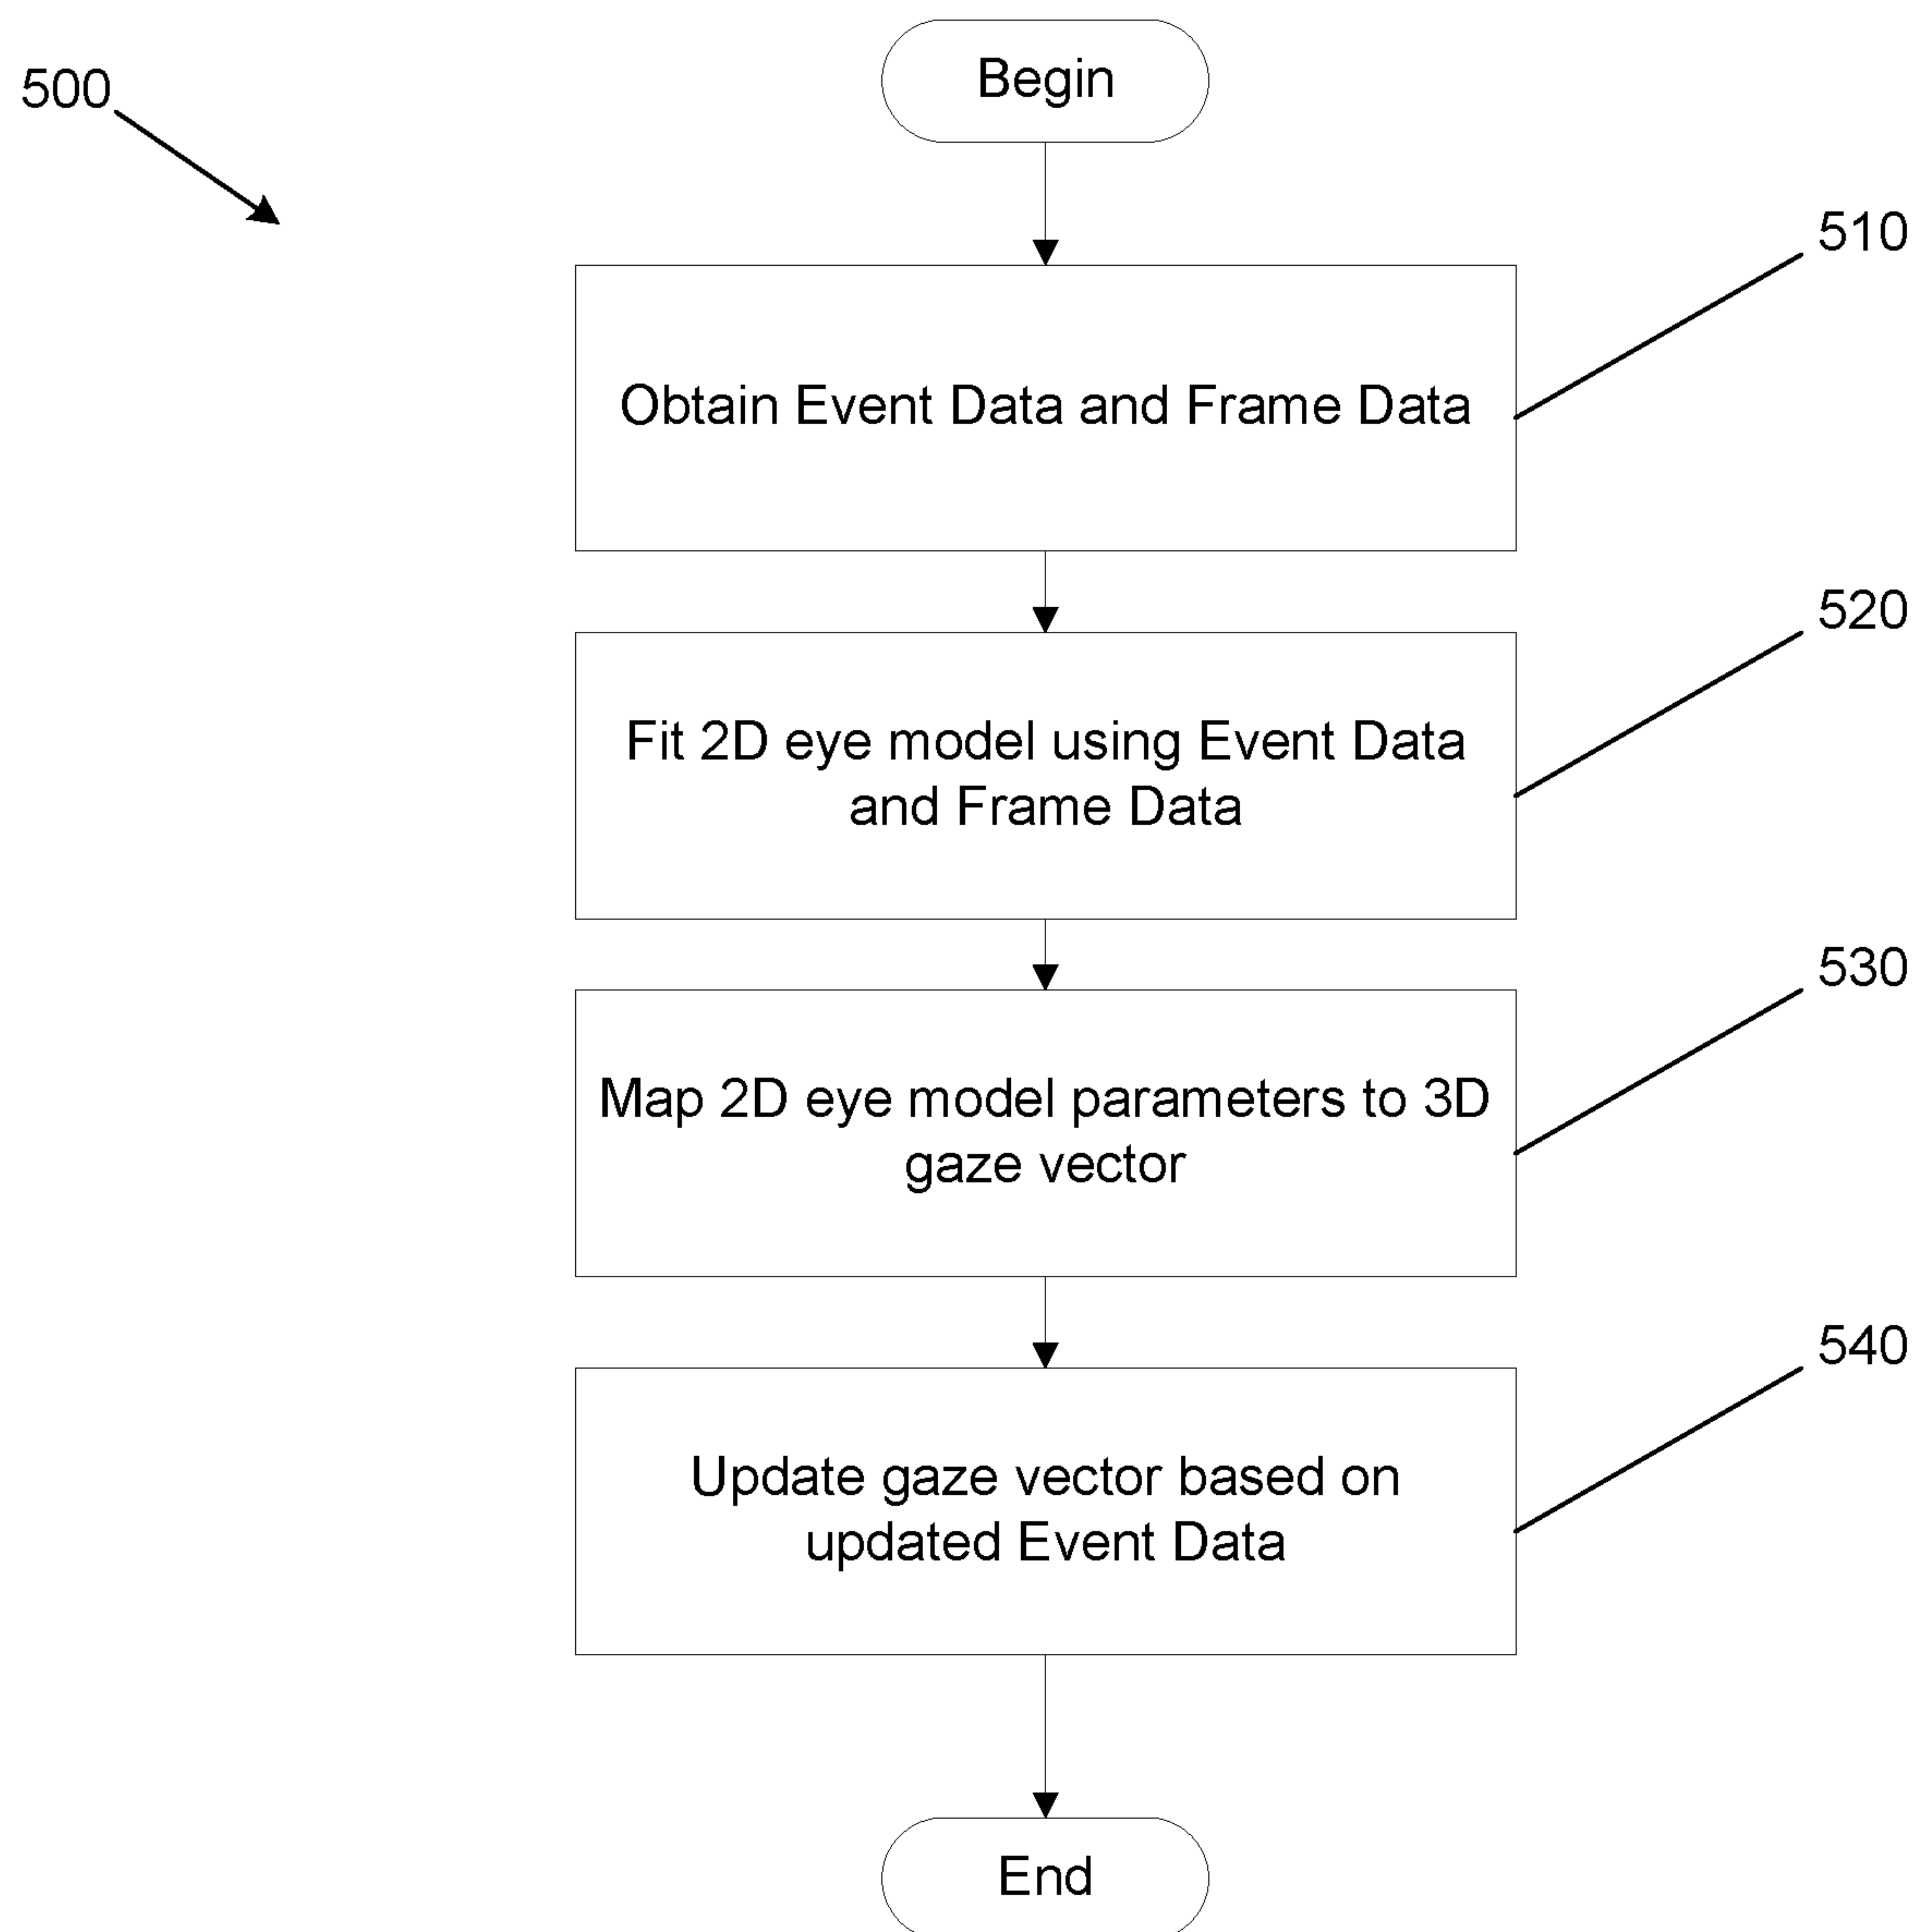 Begin
500
510
Obtain Event Data and Frame Data
520
Fit 2D eye model using Event Data
and Frame Data
530
Map 2D eye model parameters to 3D
gaze vector
540
Update gaze vector based on
updated Event Data
End